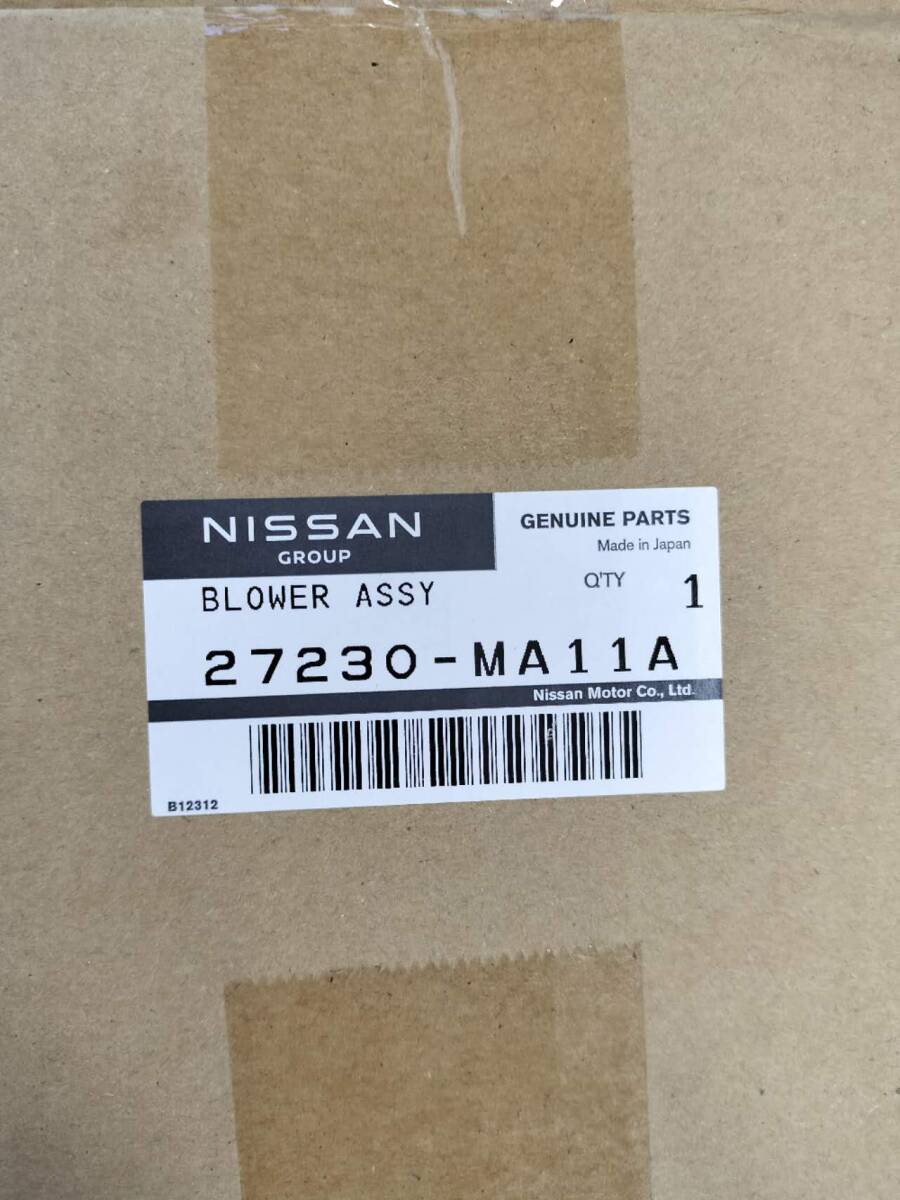 NISSAN
GROUP
GENUINE PARTS
Made in Japan
BLOWER ASSY
Q'TY 1
27230-MA11A
Nissan Motor Co., Ltd.
B12312